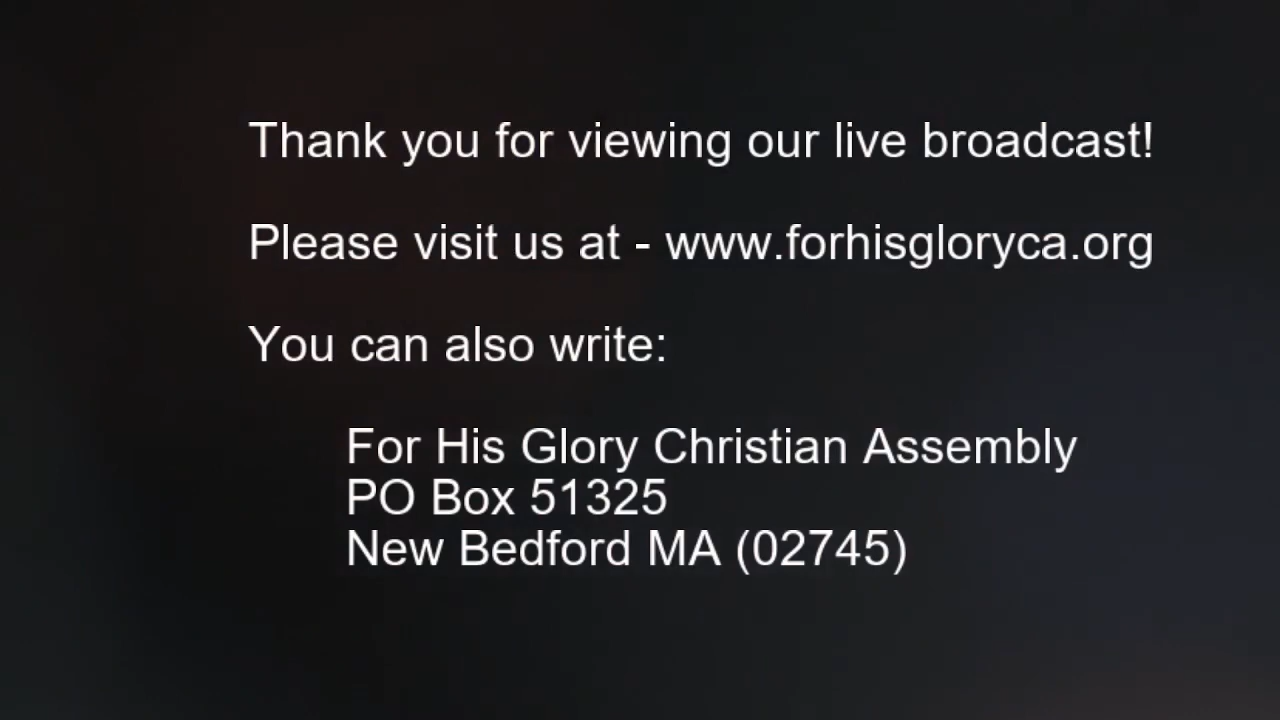 Thank you for viewing our live broadcast!
Please visit us at - www.forhisgloryca.org
You can also write:
For His Glory Christian Assembly
PO Box 51325
New Bedford MA (02745)